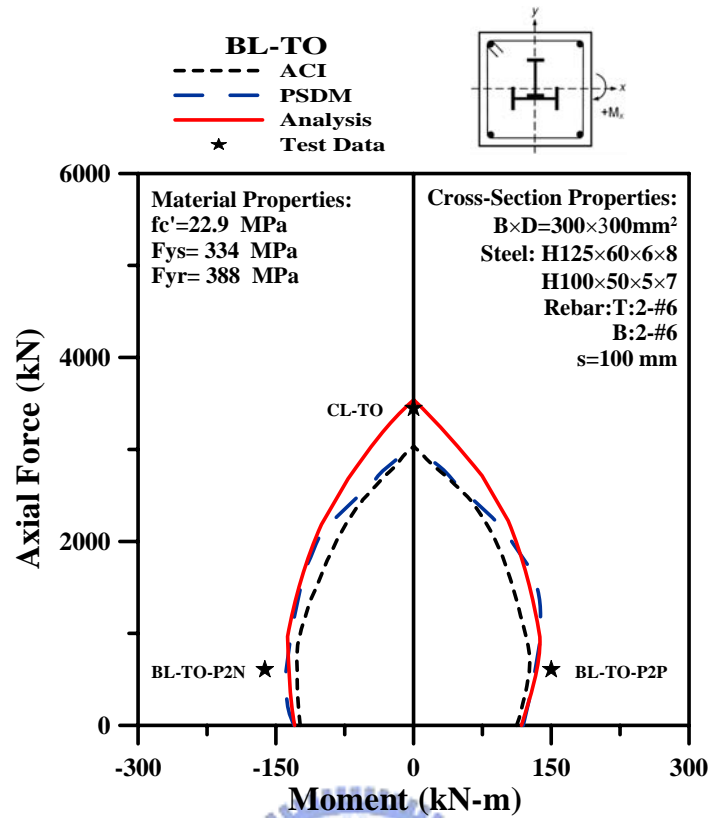 BL-TO
ACI
PSDM
Analysis
Test Data
y
x
+Mx
Material Properties:
fc'=22.9 MPa
Fys= 334 MPa
Fyr= 388 MPa
Cross-Section Properties:
B×D=300×300mm²
Steel: H125×60×6×8
H100×50×5×7
Rebar:T:2-#6
B:2-#6
s=100 mm
6000
4000
2000
0
Axial Force (kN)
CL-TO
BL-TO-P2N
BL-TO-P2P
-300
-150
0
150
300
Moment (kN-m)